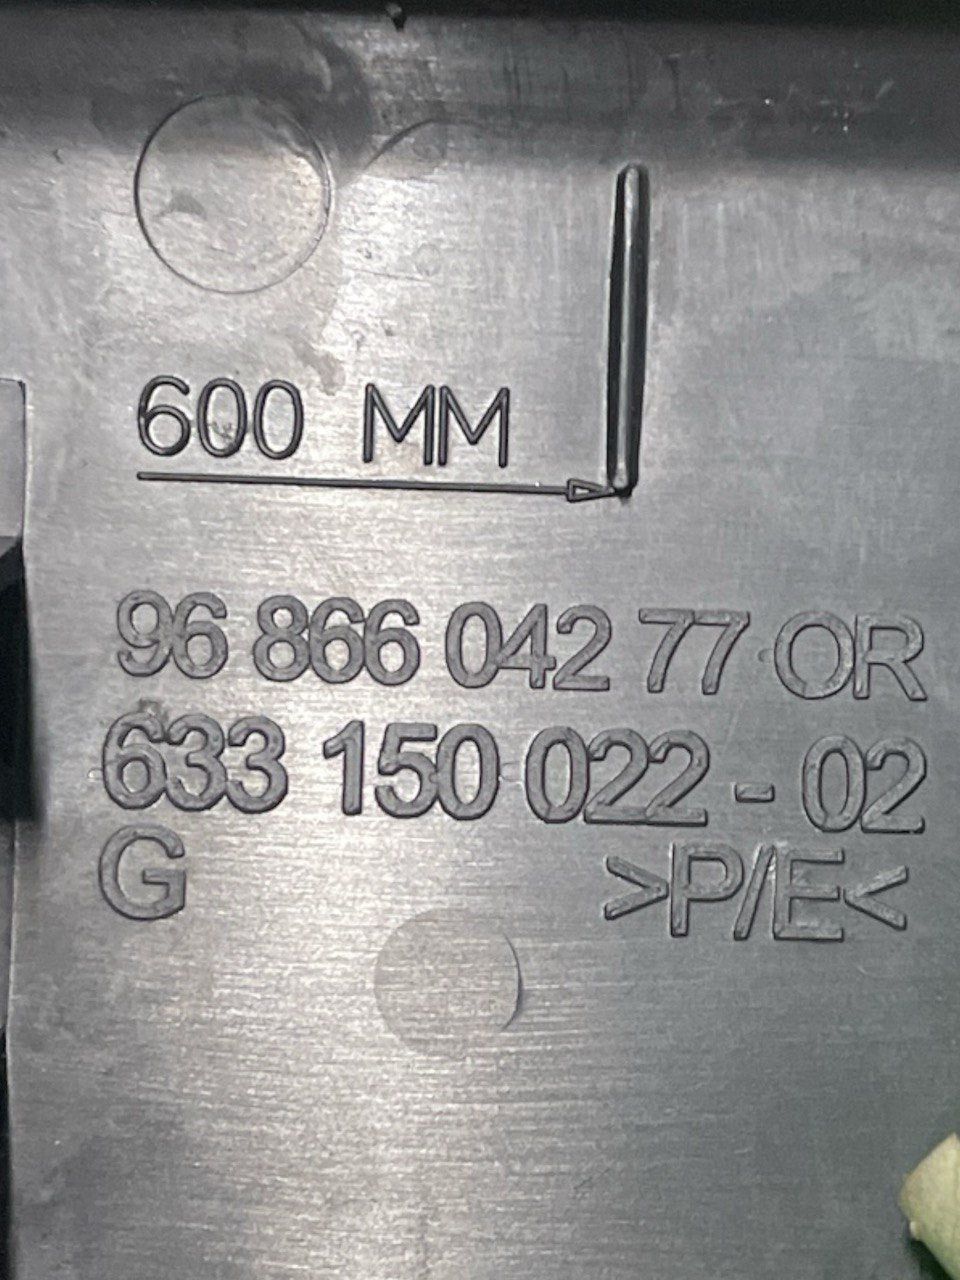 600 MM
96 866 042 77 OR
633 150 022 - 02
G >P/E<